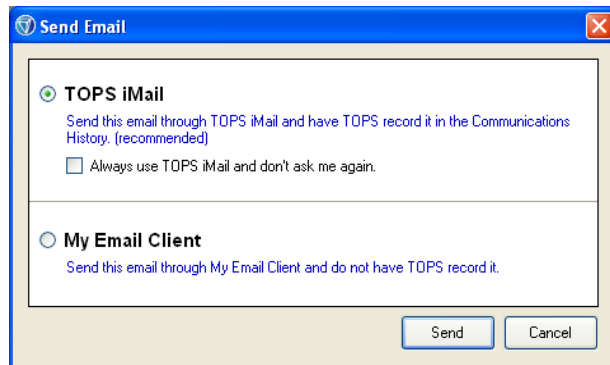 Send Email
TOPS iMail
Send this email through TOPS iMail and have TOPS record it in the Communications
History. (recommended)
Always use TOPS iMail and don't ask me again.
My Email Client
Send this email through My Email Client and do not have TOPS record it.
Send
Cancel